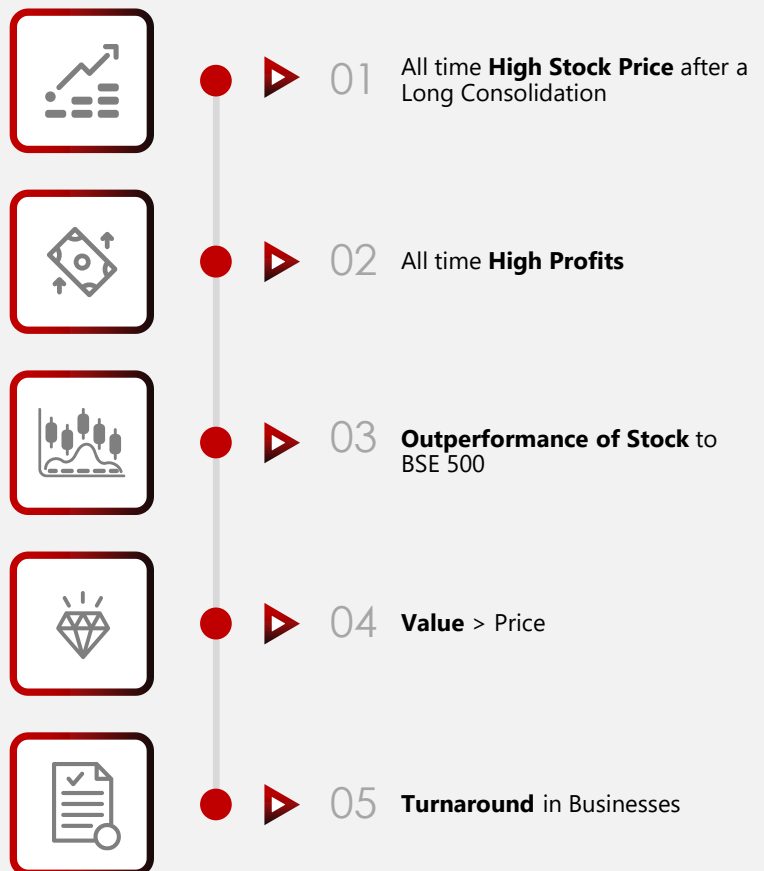 01
All time High Stock Price after a
Long Consolidation
02
All time High Profits
03
Outperformance of Stock to
BSE 500
04
Value > Price
05
Turnaround in Businesses